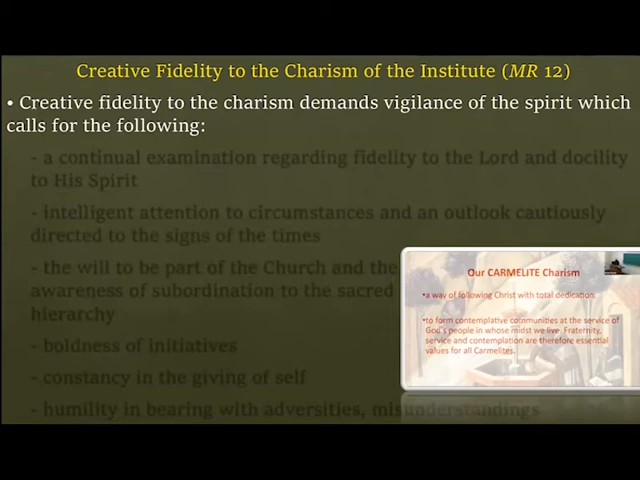 Creative Fidelity to the Charism of the Institute (MR 12)
• Creative fidelity to the charism demands vigilance of the spirit which
calls for the following:
- a continual examination regarding fidelity to the Lord and docility
to His Spirit
- intelligent attention to circumstances and an outlook cautiously
directed to the signs of the times
- the will to be part of the Church and the
awareness of subordination to the sacred
hierarchy
- boldness of initiatives
- constancy in the giving of self
- humility in bearing with adversities, misunderstandings
Our CARMELITE Charism
•a way of following Christ with total dedication.
•to form contemplative communities at the service of
God's people in whose midst we live. Fraternity,
service and contemplation are therefore essential
values for all Carmelites.